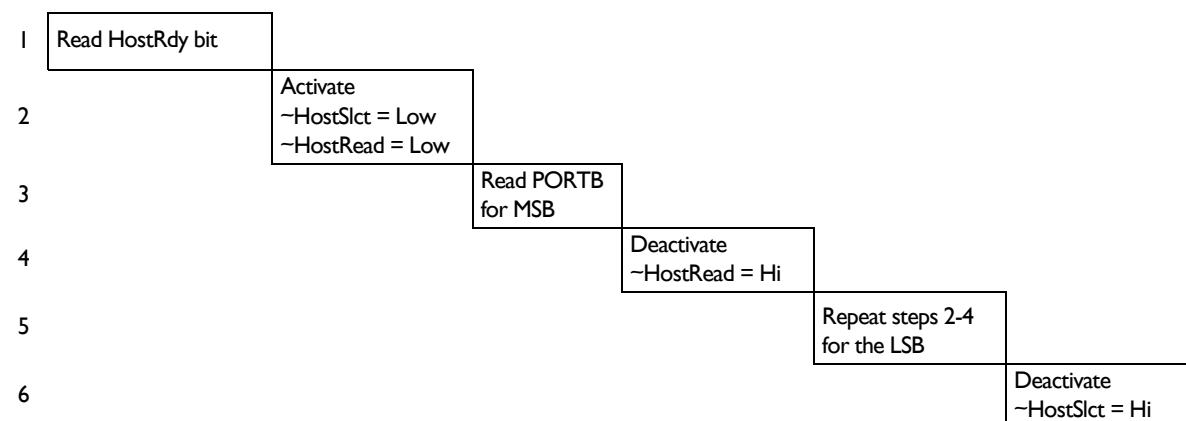 1 Read HostRdy bit
Activate
2 ~HostSlct = Low
~HostRead = Low
3 Read PORTB
for MSB
4 Deactivate
~HostRead = Hi
5 Repeat steps 2-4
for the LSB
6 Deactivate
~HostSlct = Hi